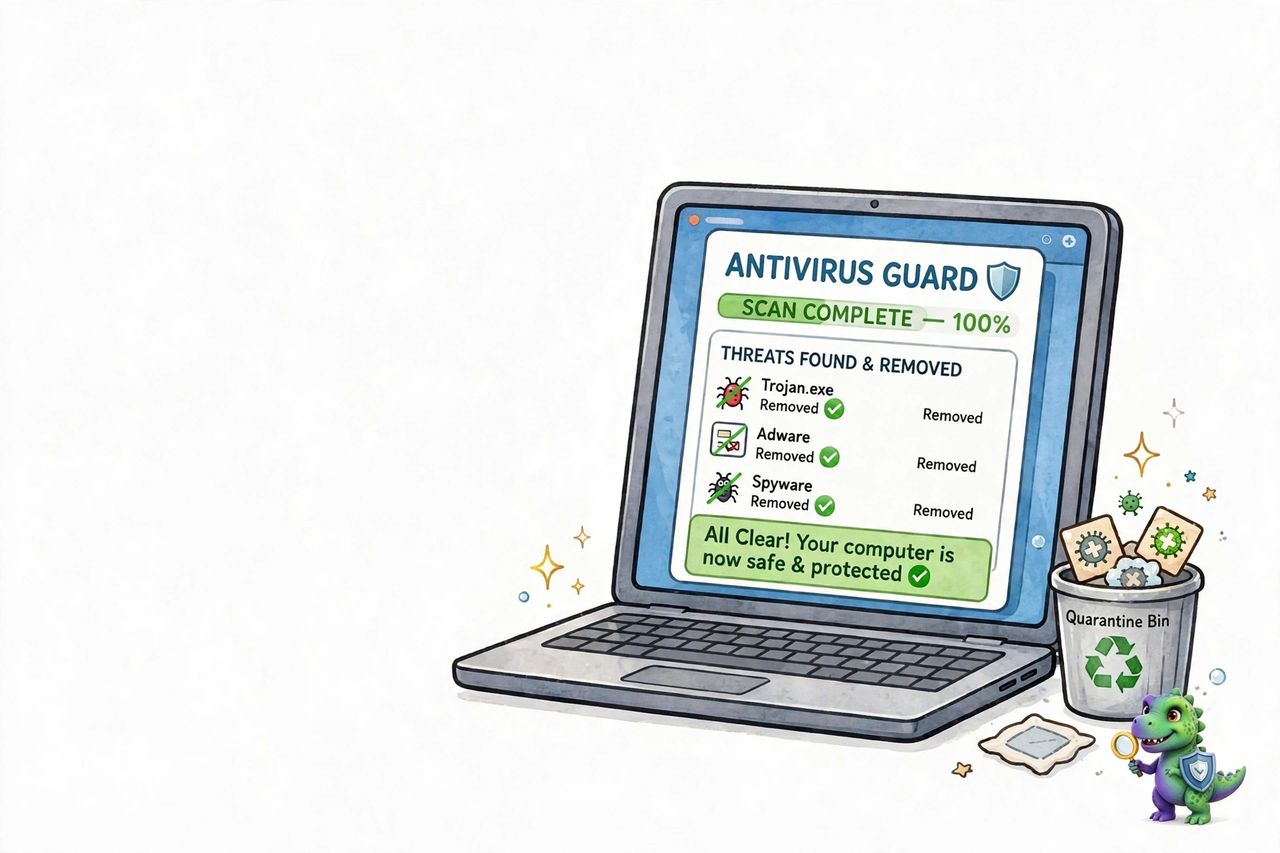 ANTIVIRUS GUARD
SCAN COMPLETE — 100%
THREATS FOUND & REMOVED
Trojan.exe
Removed Removed
Adware
Removed Removed
Spyware
Removed Removed
All Clear! Your computer is
now safe & protected
Quarantine Bin